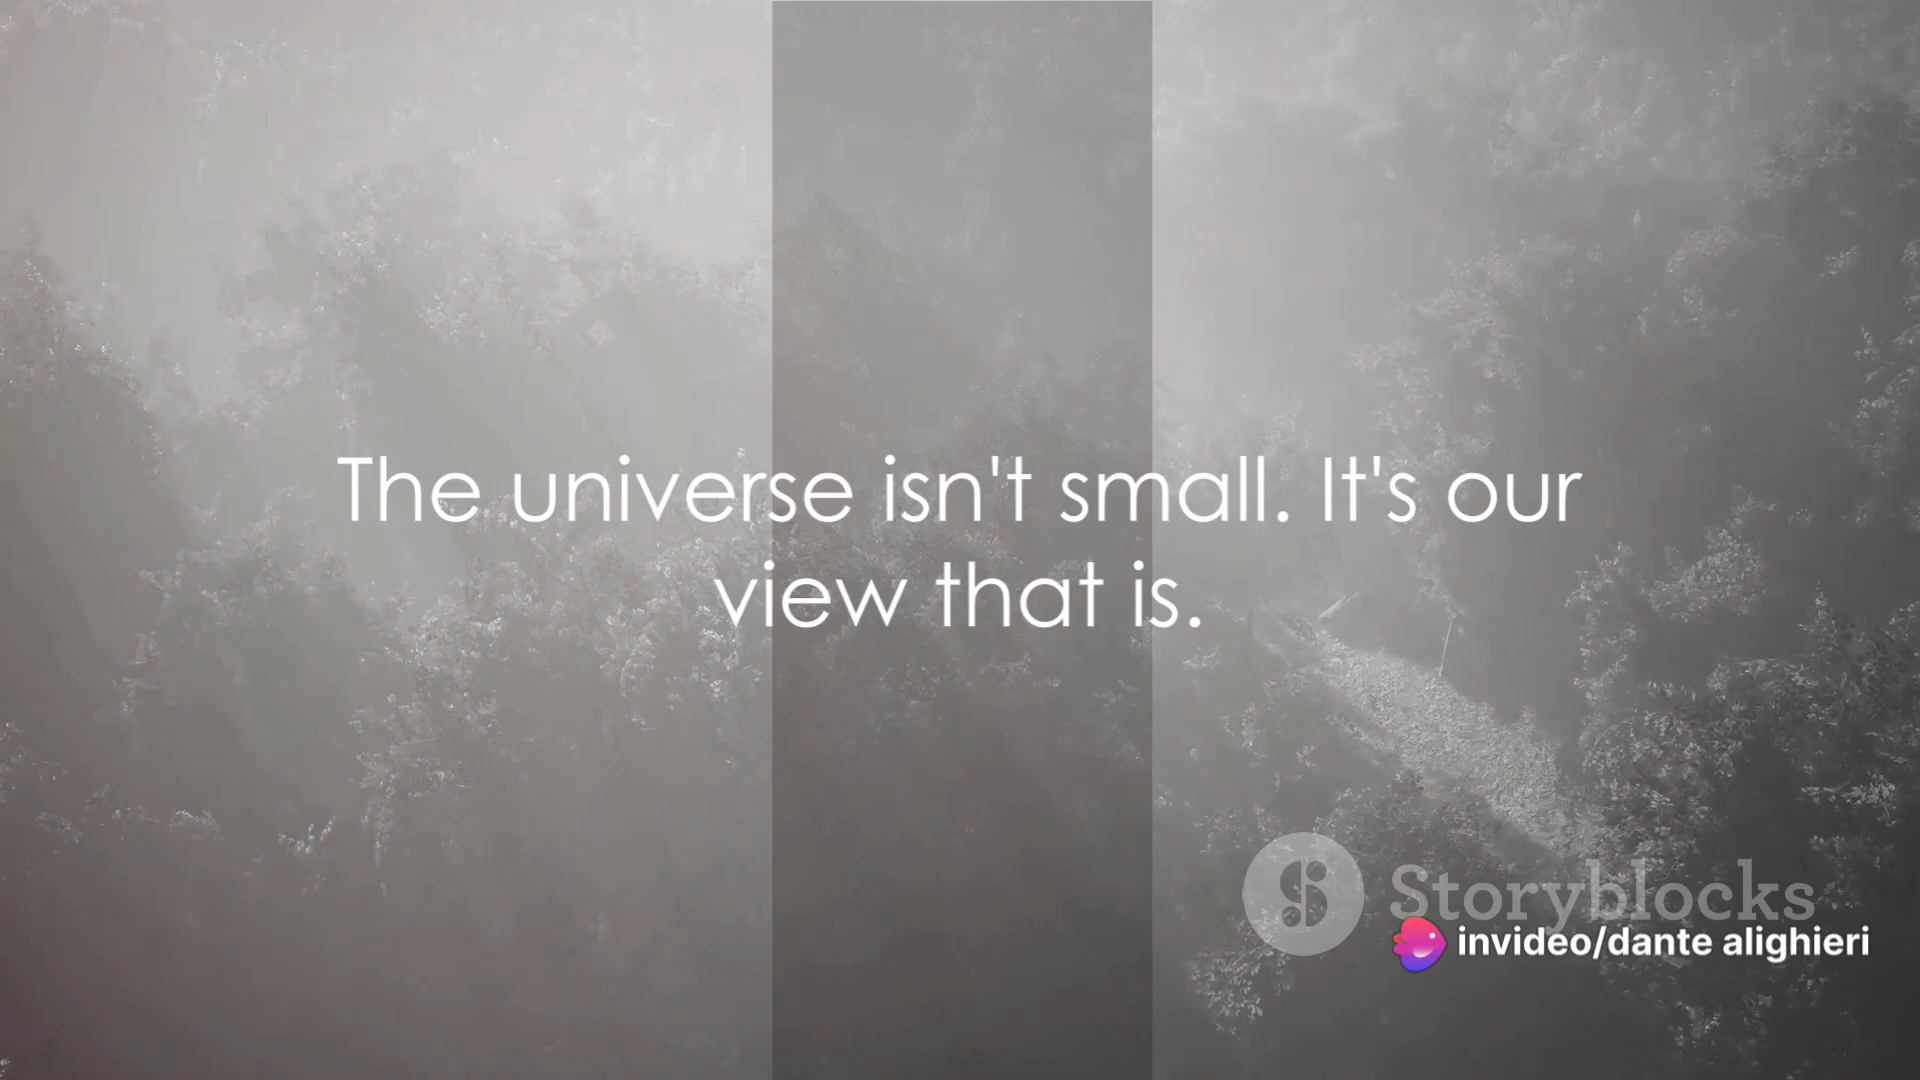 The universe isn't small. It's our
view that is.
Storyblocks
invideo/dante alighieri